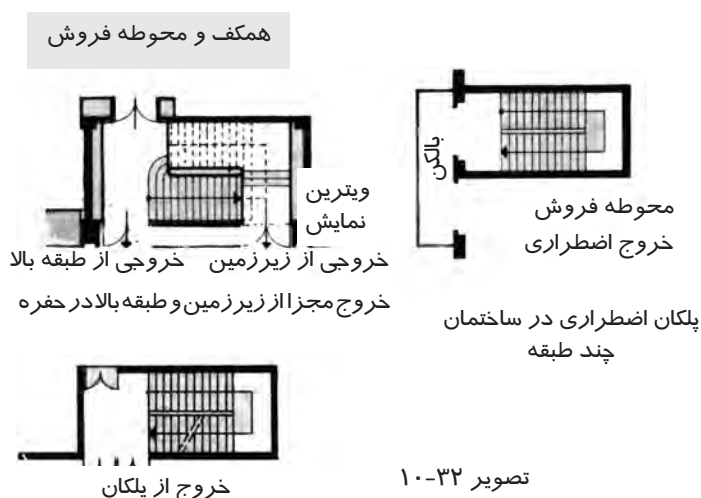 همکف و محوطه فروش
بالکن
ویترین
نمایش
محوطه فروش
خروج اضطراری
خروجی از زیرزمین خروجی از طبقه بالا
خروج مجزا از زیرزمین و طبقه بالا در حفره
پلکان اضطراری در ساختمان
چند طبقه
خروج از پلکان
تصویر ۳۲-۱۰